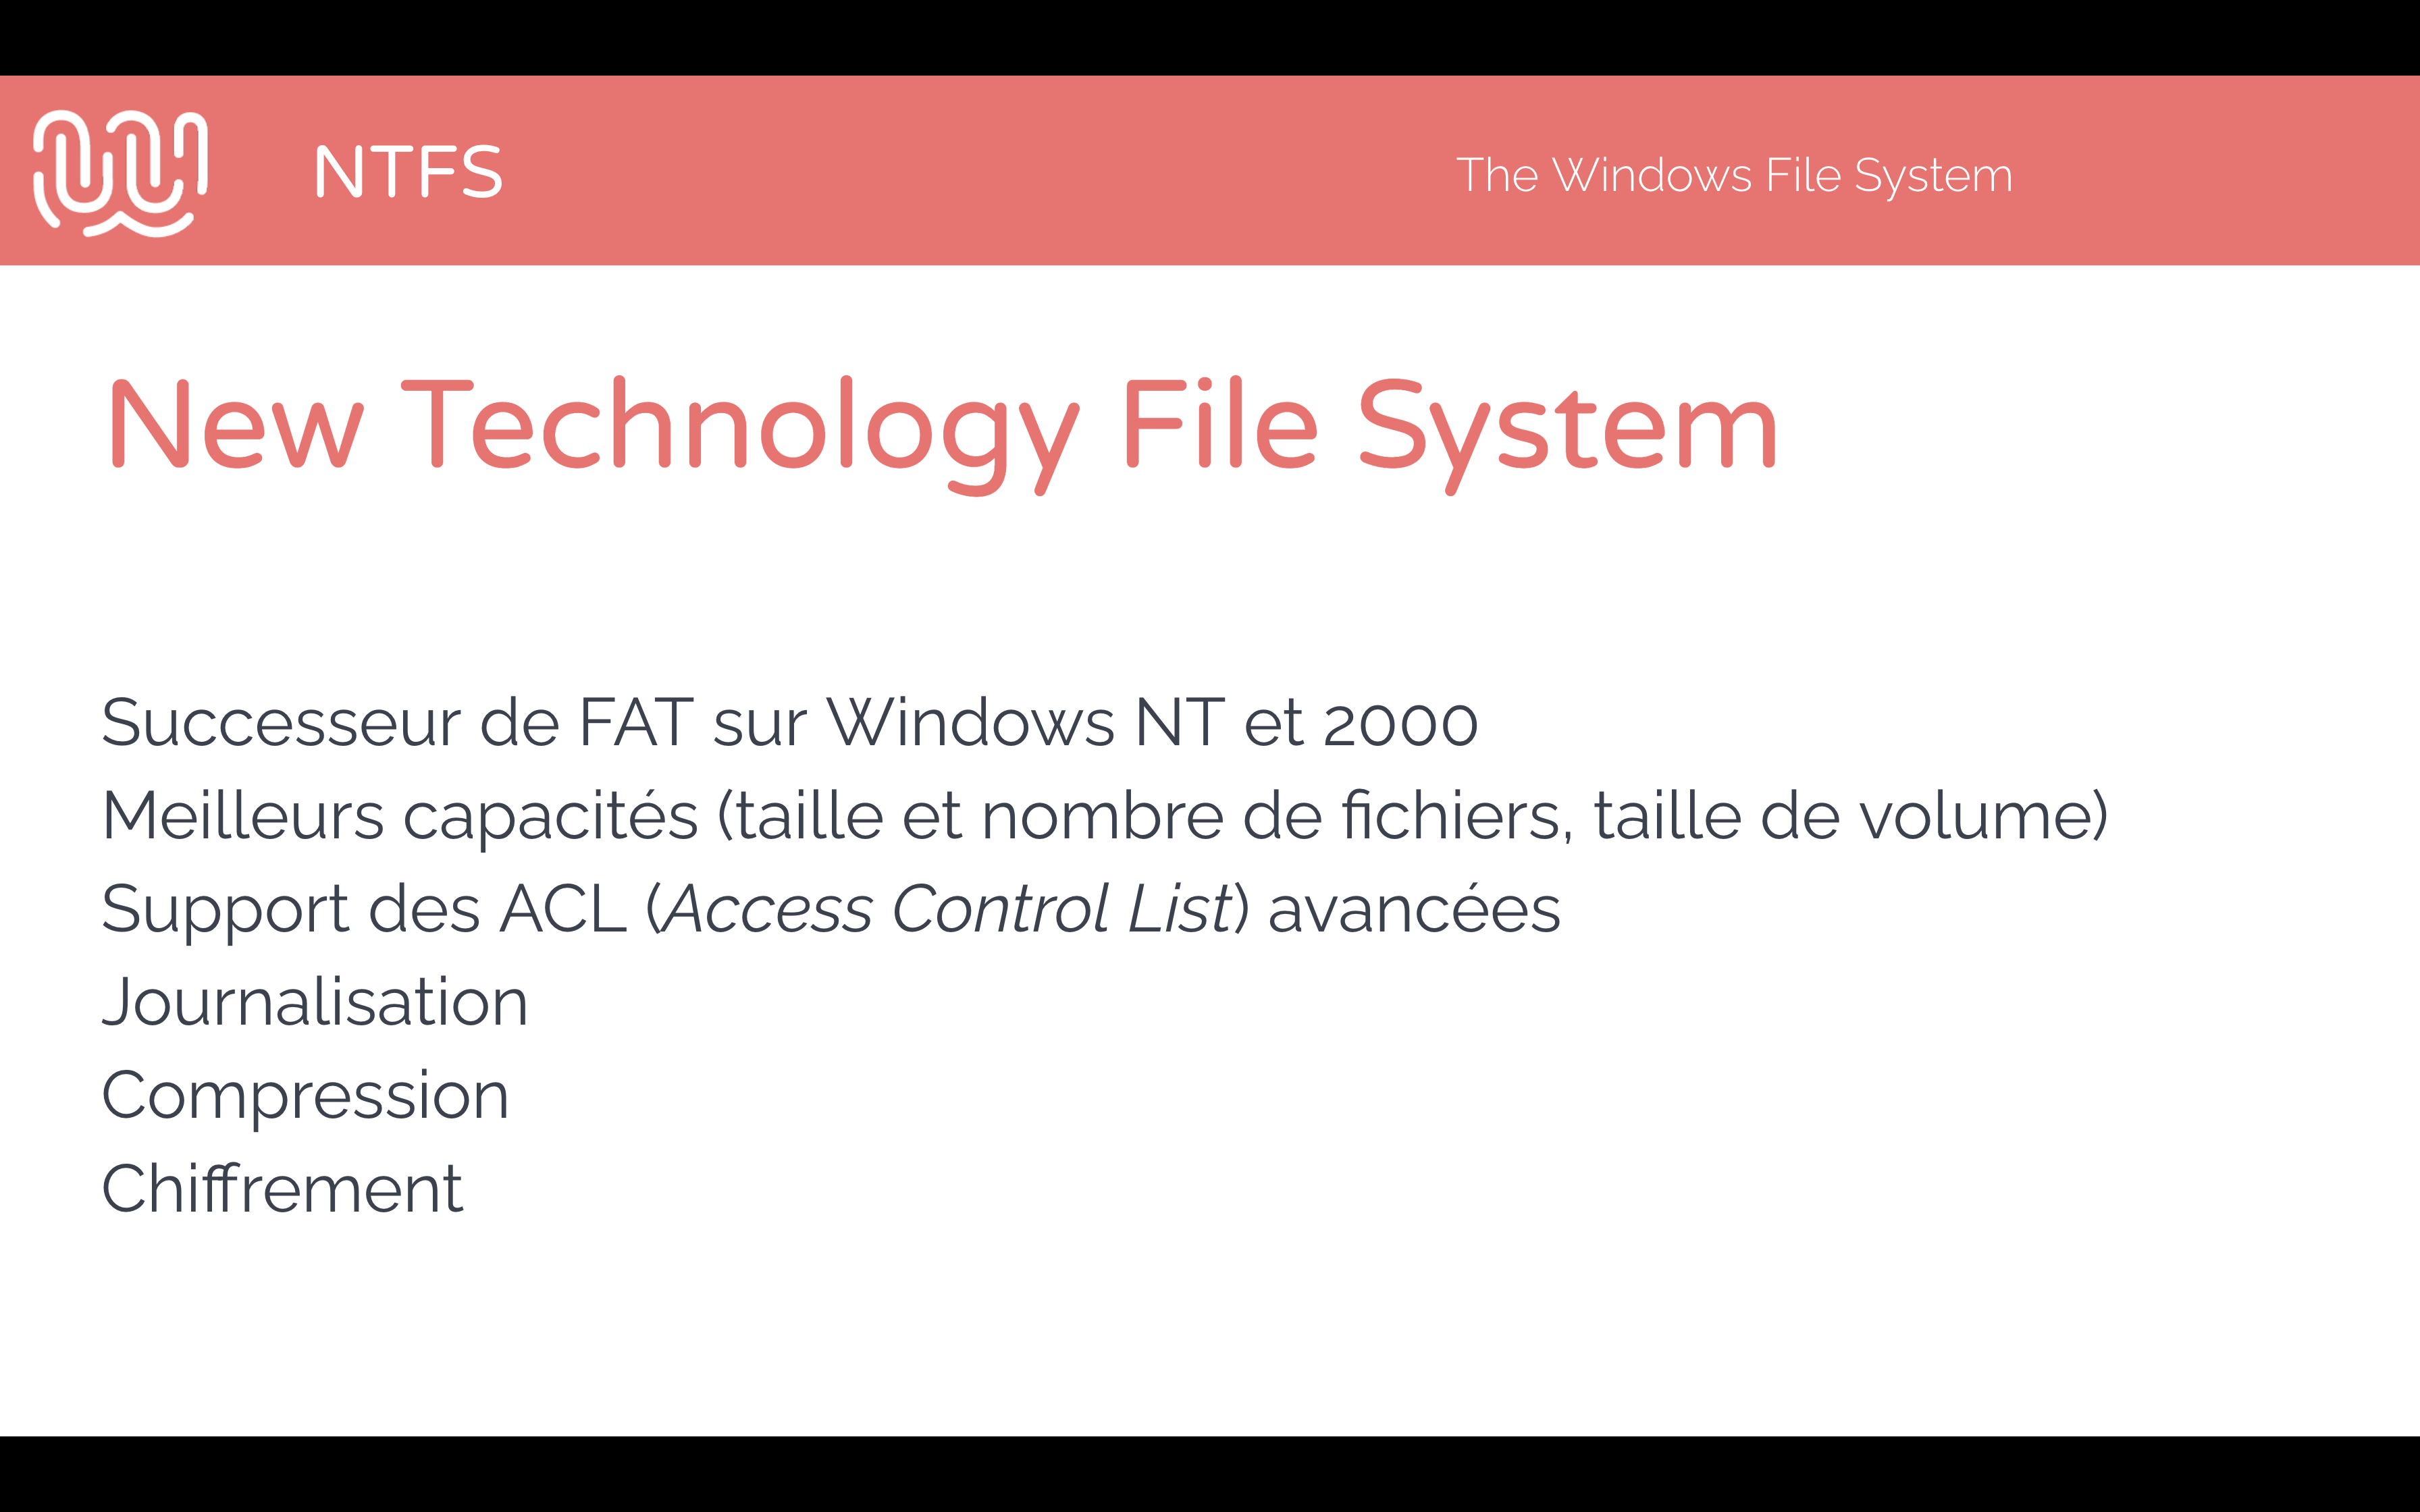 NTFS
The Windows File System
New Technology File System
Successeur de FAT sur Windows NT et 2000
Meilleurs capacités (taille et nombre de fichiers, taille de volume)
Support des ACL (Access Control List) avancées
Journalisation
Compression
Chiffrement